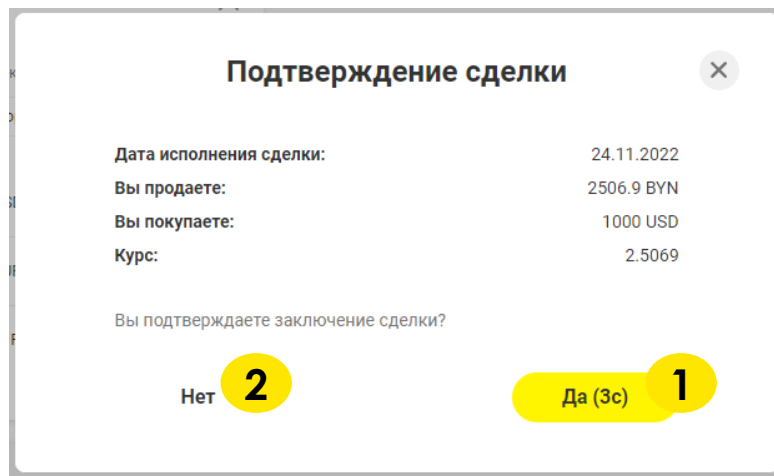 Подтверждение сделки
Дата исполнения сделки: 24.11.2022
Вы продаете: 2506.9 BYN
Вы покупаете: 1000 USD
Курс: 2.5069
Вы подтверждаете заключение сделки?
Нет 2 Да (3с) 1